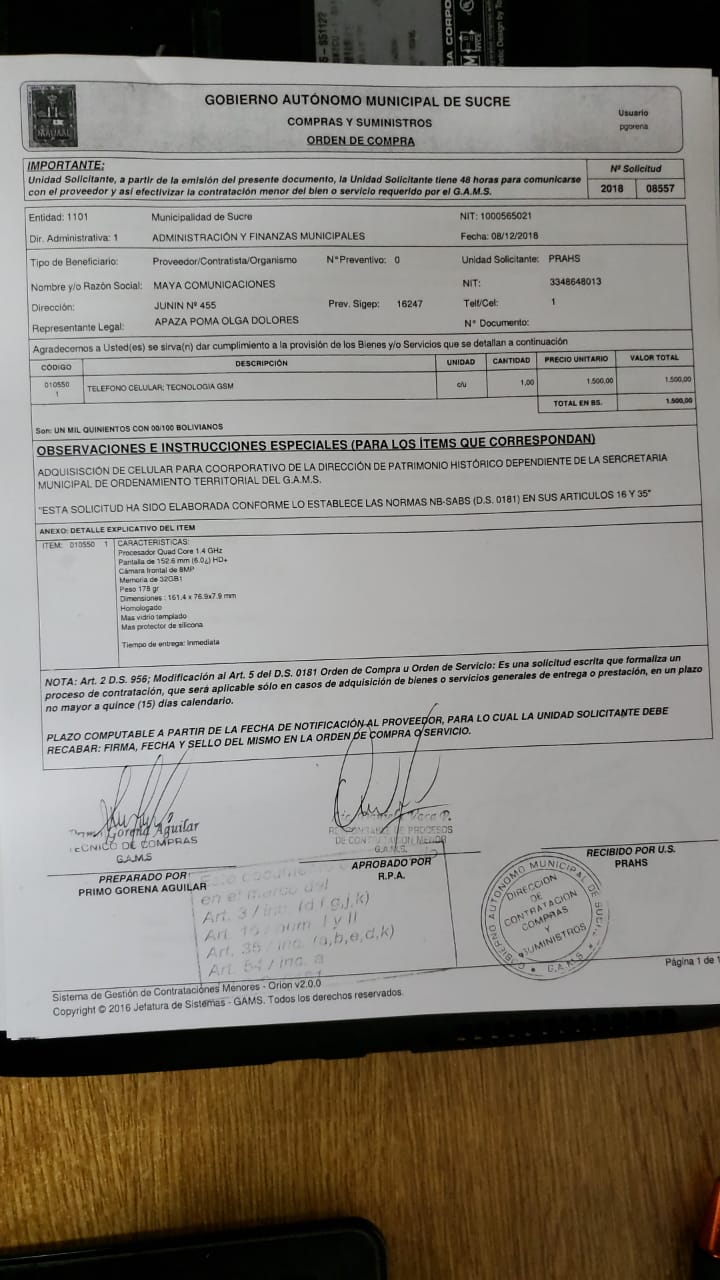 GOBIERNO AUTÓNOMO MUNICIPAL DE SUCRE
COMPRAS Y SUMINISTROS
ORDEN DE COMPRA
Usuario
pgorena
IMPORTANTE:
Unidad Solicitante, a partir de la emisión del presente documento, la Unidad Solicitante tiene 48 horas para comunicarse
con el proveedor y así efectivizar la contratación menor del bien o servicio requerido por el G.A.M.S.
Nº Solicitud
2018 08557
Entidad: 1101 Municipalidad de Sucre NIT: 1000565021
Dir. Administrativa: 1 ADMINISTRACIÓN Y FINANZAS MUNICIPALES Fecha: 08/12/2018
Tipo de Beneficiario: Proveedor/Contratista/Organismo NºPreventivo: 0 Unidad Solicitante: PRAHS
Nombre y/o Razón Social: MAYA COMUNICACIONES NIT: 3348648013
Dirección: JUNIN Nº 455 Prev. Sigep: 16247 Telf/Cel: 1
Representante Legal: APAZA POMA OLGA DOLORES Nº Documento:
Agradecemos a Usted(es) se sirva(n) dar cumplimiento a la provisión de los Bienes y/o Servicios que se detallan a continuación
CÓDIGO DESCRIPCIÓN UNIDAD CANTIDAD PRECIO UNITARIO VALOR TOTAL
010550 1 TELEFONO CELULAR; TECNOLOGIA GSM c/u 1,00 1.500,00 1.500,00
TOTAL EN BS. 1.500,00
Son: UN MIL QUINIENTOS CON 00/100 BOLIVIANOS
OBSERVACIONES E INSTRUCCIONES ESPECIALES (PARA LOS ÍTEMS QUE CORRESPONDAN)
ADQUISISCIÓN DE CELULAR PARA COORPORATIVO DE LA DIRECCIÓN DE PATRIMONIO HISTÓRICO DEPENDIENTE DE LA SERCRETARIA
MUNICIPAL DE ORDENAMIENTO TERRITORIAL DEL G.A.M.S.
"ESTA SOLICITUD HA SIDO ELABORADA CONFORME LO ESTABLECE LAS NORMAS NB-SABS (D.S. 0181) EN SUS ARTICULOS 16 Y 35"
ANEXO: DETALLE EXPLICATIVO DEL ITEM
ITEM: 010550 1 CARACTERISTICAS:
Procesador Quad Core 1.4 GHz
Pantalla de 152.6 mm (6.0¿) HD+
Cámara frontal de 8MP
Memoria de 32GB1
Peso 178 gr
Dimensiones : 161.4 x 76.9x7.9 mm
Homologado
Mas vidrio templado
Mas protector de silicona
Tiempo de entrega: Inmediata
NOTA: Art. 2 D.S. 956; Modificación al Art. 5 del D.S. 0181 Orden de Compra u Orden de Servicio: Es una solicitud escrita que formaliza un
proceso de contratación, que será aplicable sólo en casos de adquisición de bienes o servicios generales de entrega o prestación, en un plazo
no mayor a quince (15) días calendario.
PLAZO COMPUTABLE A PARTIR DE LA FECHA DE NOTIFICACIÓN AL PROVEEDOR, PARA LO CUAL LA UNIDAD SOLICITANTE DEBE
RECABAR: FIRMA, FECHA Y SELLO DEL MISMO EN LA ORDEN DE COMPRA O SERVICIO.
Gorena Aguilar
TECNICO DE COMPRAS
G.A.M.S
PREPARADO POR
PRIMO GORENA AGUILAR
RESPONSABLE DE PROCESOS
DE CONTRATACION MENOR
G.A.M.S.
APROBADO POR
R.P.A.
RECIBIDO POR U.S.
PRAHS
Este documento
en el marco del
Art. 3 / inc. (d / g,j,k)
Art. 16 / num I y II
Art. 35 / inc. (a,b,e,d,k)
Art. 54 / inc. a
GOBIERNO AUTONOMO MUNICIPAL DE SUCRE
DIRECCION
DE
CONTRATACION
COMPRAS
Y
SUMINISTROS
G.A.M.S
Página 1 de 1
Sistema de Gestión de Contrataciones Menores - Orion v2.0.0
Copyright © 2016 Jefatura de Sistemas - GAMS. Todos los derechos reservados.